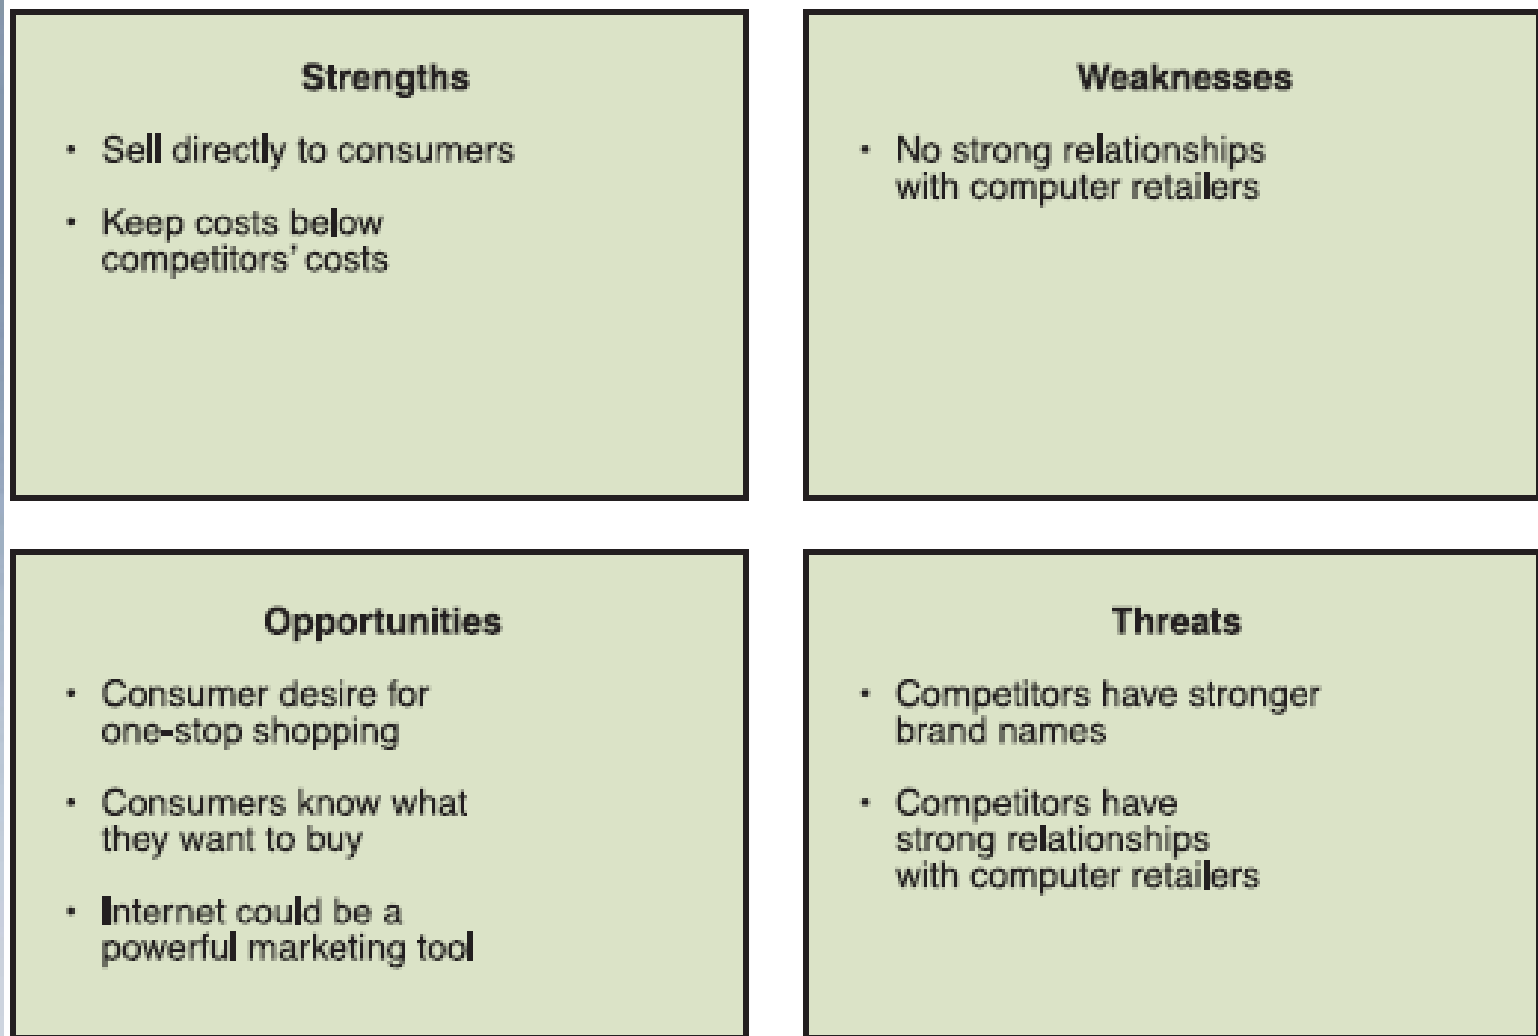 Strengths
• Sell directly to consumers
• Keep costs below
competitors' costs
Weaknesses
• No strong relationships
with computer retailers
Opportunities
• Consumer desire for
one-stop shopping
• Consumers know what
they want to buy
• Internet could be a
powerful marketing tool
Threats
• Competitors have stronger
brand names
• Competitors have
strong relationships
with computer retailers